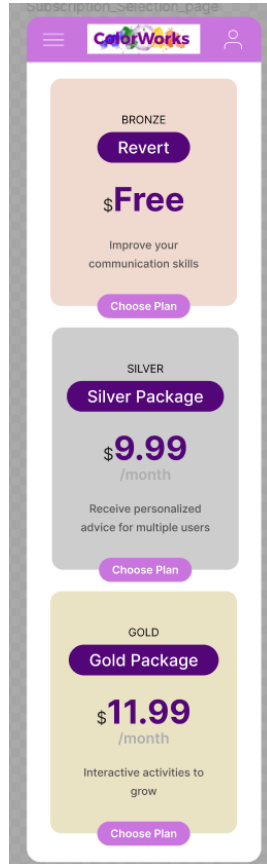 Subscription_Selection_page
ColorWorks
BRONZE
Revert
$Free
Improve your
communication skills
Choose Plan
SILVER
Silver Package
$9.99
/month
Receive personalized
advice for multiple users
Choose Plan
GOLD
Gold Package
$11.99
/month
Interactive activities to
grow
Choose Plan